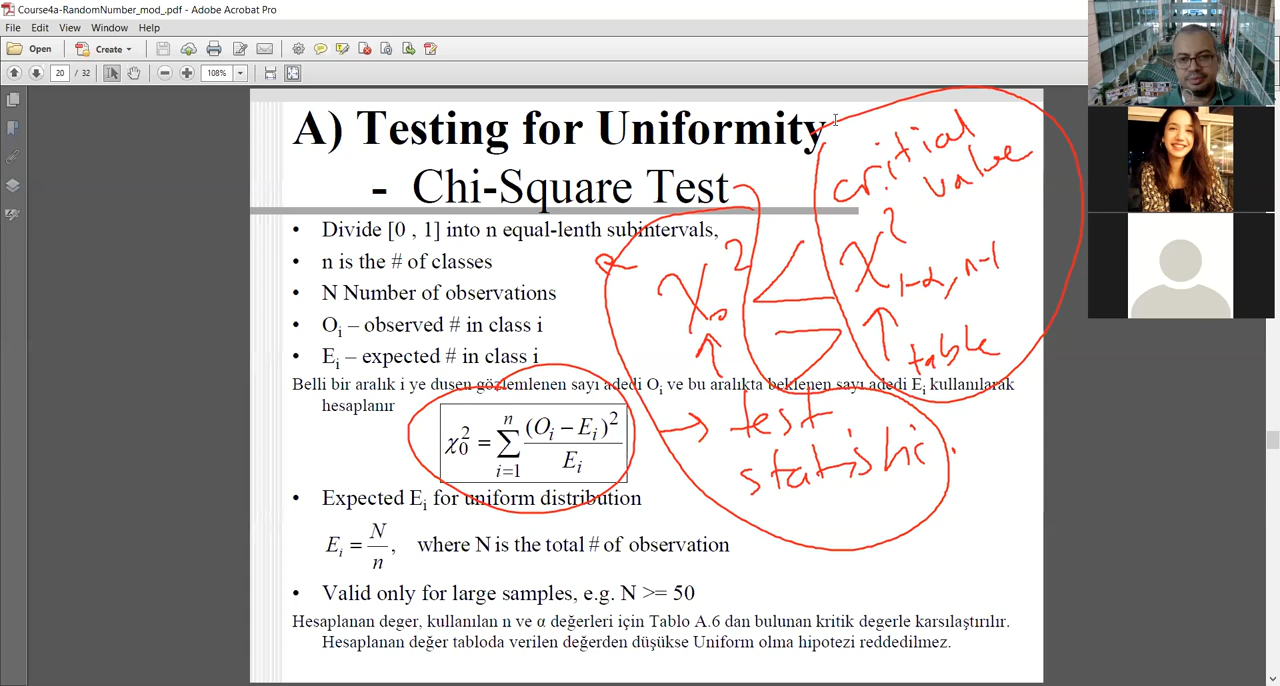 Course4a-RandomNumber_mod_.pdf - Adobe Acrobat Pro
File Edit View Window Help
Open Create
20 / 32 108%
A) Testing for Uniformity
- Chi-Square Test
critical
value
• Divide [0 , 1] into n equal-lenth subintervals,
• n is the # of classes
• N Number of observations
• Oi – observed # in class i
• Ei – expected # in class i
χ₀² < > χ²1-α, n-1
↑ ↑ table
Belli bir aralık i ye dusen gözlemlenen sayı adedi Oi ve bu aralıkta beklenen sayı adedi Ei kullanılarak
hesaplanır
χ₀² = Σ i=1 n (Oi − Ei)² / Ei
→ test
statistic
• Expected Ei for uniform distribution
Ei = N/n, where N is the total # of observation
• Valid only for large samples, e.g. N >= 50
Hesaplanan deger, kullanılan n ve α değerleri için Tablo A.6 dan bulunan kritik degerle karsılaştırılır.
Hesaplanan değer tabloda verilen değerden düşükse Uniform olma hipotezi reddedilmez.